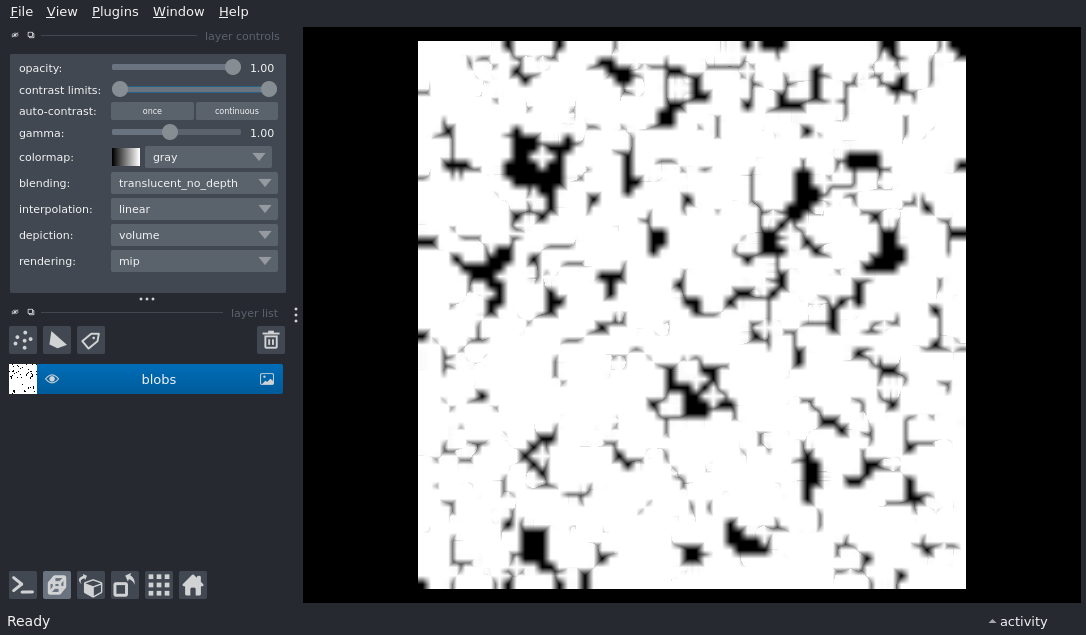 File View Plugins Window Help
layer controls
opacity: 1.00
contrast limits:
auto-contrast: once continuous
gamma: 1.00
colormap: gray
blending: translucent_no_depth
interpolation: linear
depiction: volume
rendering: mip
layer list
blobs
Ready activity